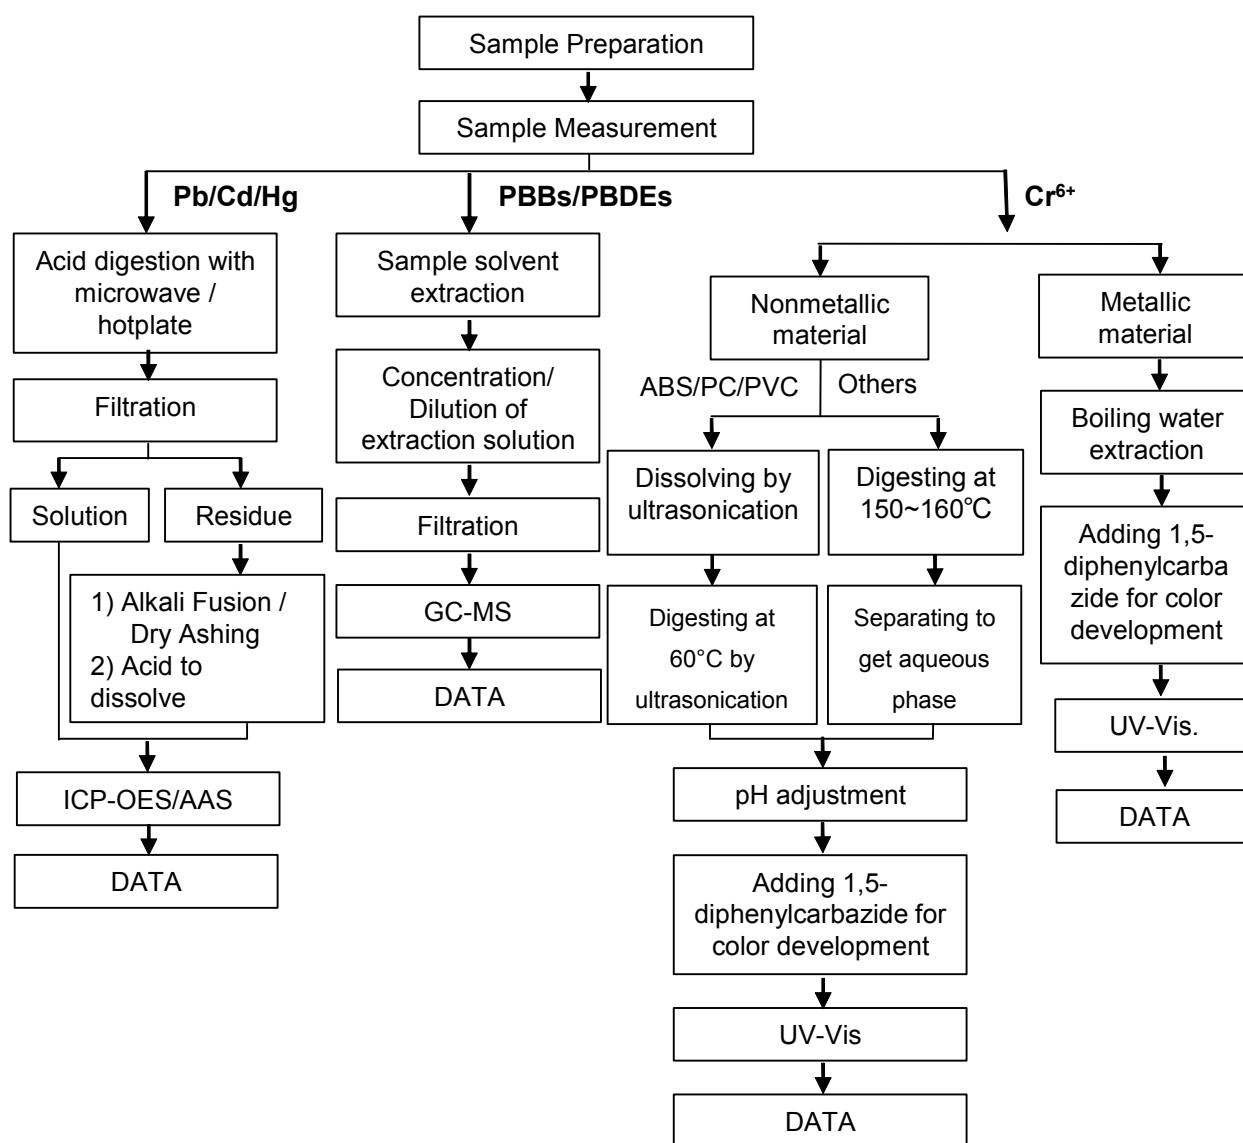 Sample Preparation
Sample Measurement
Pb/Cd/Hg
PBBs/PBDEs
Cr⁶⁺
Acid digestion with
microwave /
hotplate
Filtration
Solution
Residue
1) Alkali Fusion /
Dry Ashing
2) Acid to
dissolve
ICP-OES/AAS
DATA
Sample solvent
extraction
Concentration/
Dilution of
extraction solution
Filtration
GC-MS
DATA
Nonmetallic
material
ABS/PC/PVC
Others
Dissolving by
ultrasonication
Digesting at
60°C by
ultrasonication
Digesting at
150~160℃
Separating to
get aqueous
phase
pH adjustment
Adding 1,5-
diphenylcarbazide for
color development
UV-Vis
DATA
Metallic
material
Boiling water
extraction
Adding 1,5-
diphenylcarba
zide for color
development
UV-Vis.
DATA